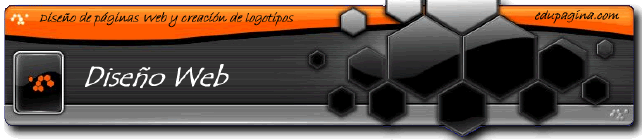 Diseño de páginas Web y creación de logotipos
edupagina.com
Diseño Web